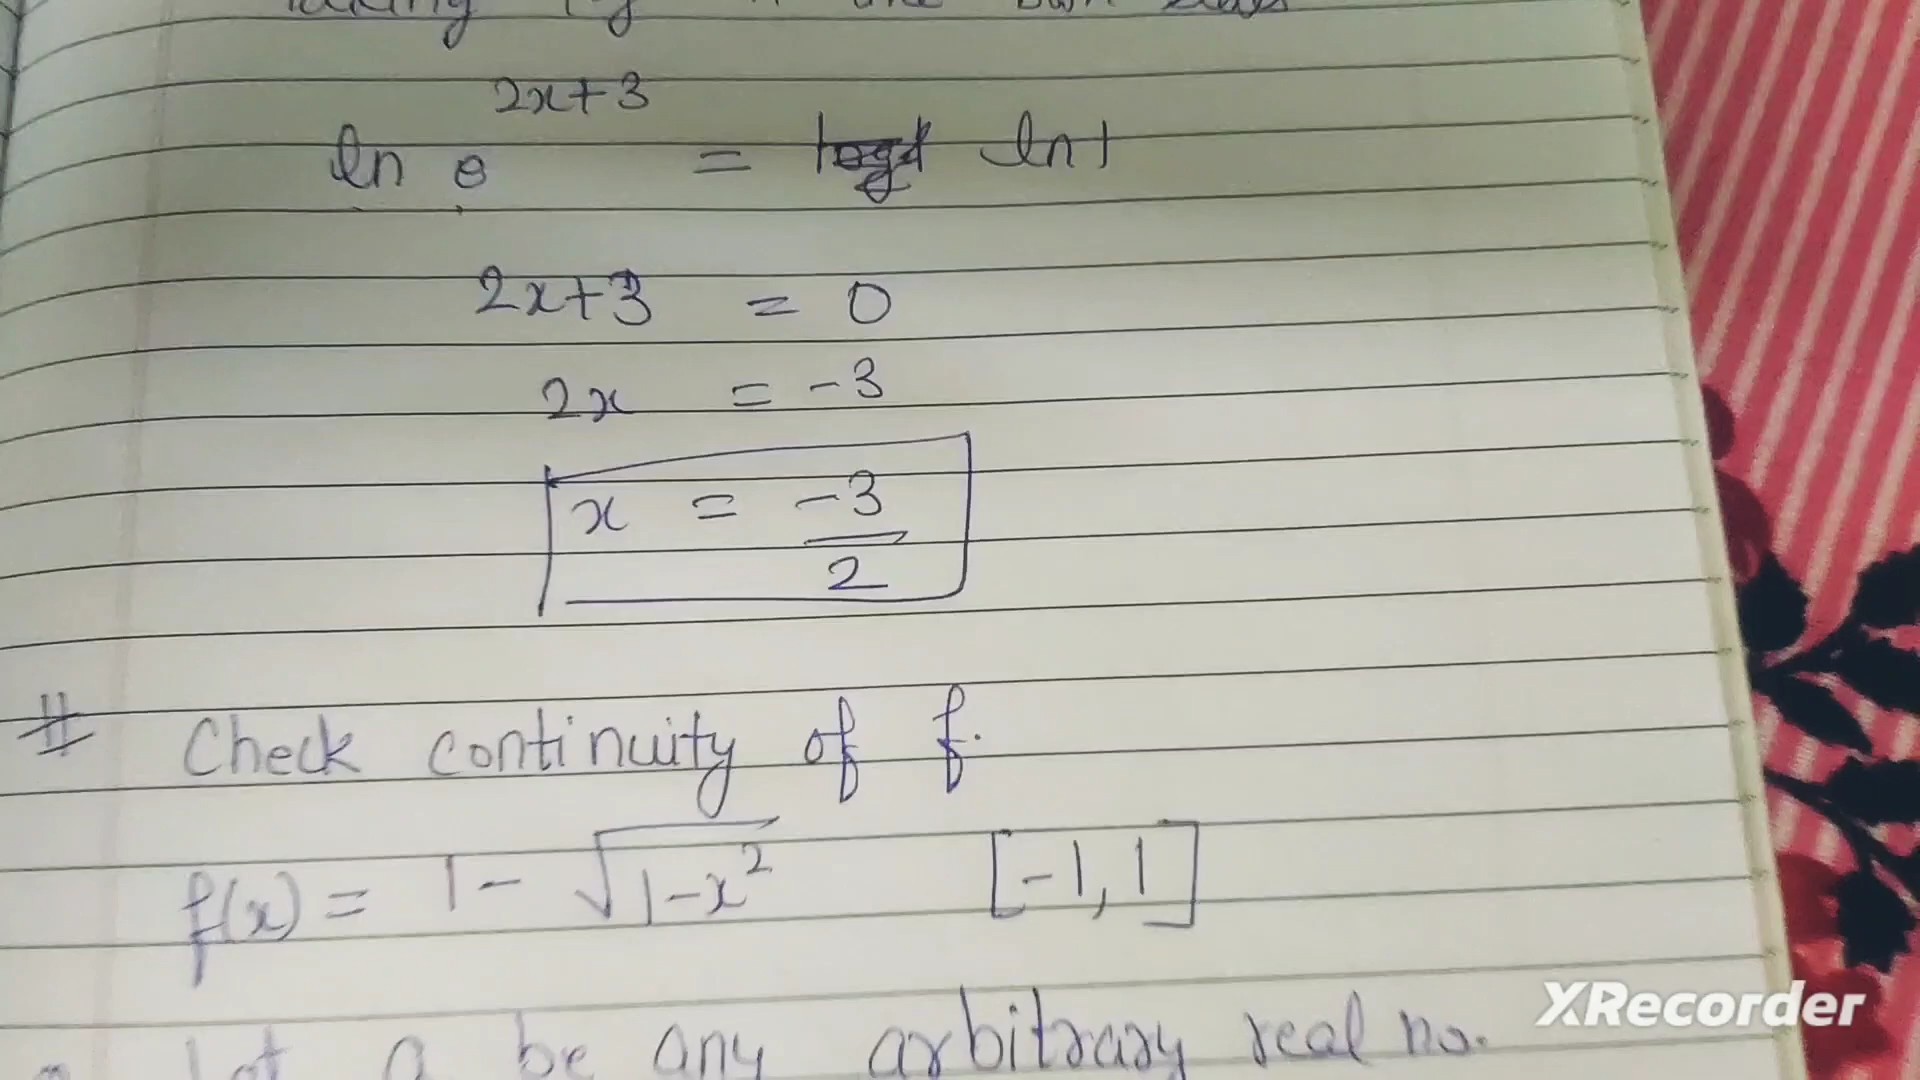 2x+3
ln e = ln 1
2x+3 = 0
2x = -3
x = -3
2
# Check continuity of f.
f(x) = 1 - √1-x² [-1, 1]
Let a be any arbitrary real no.
XRecorder